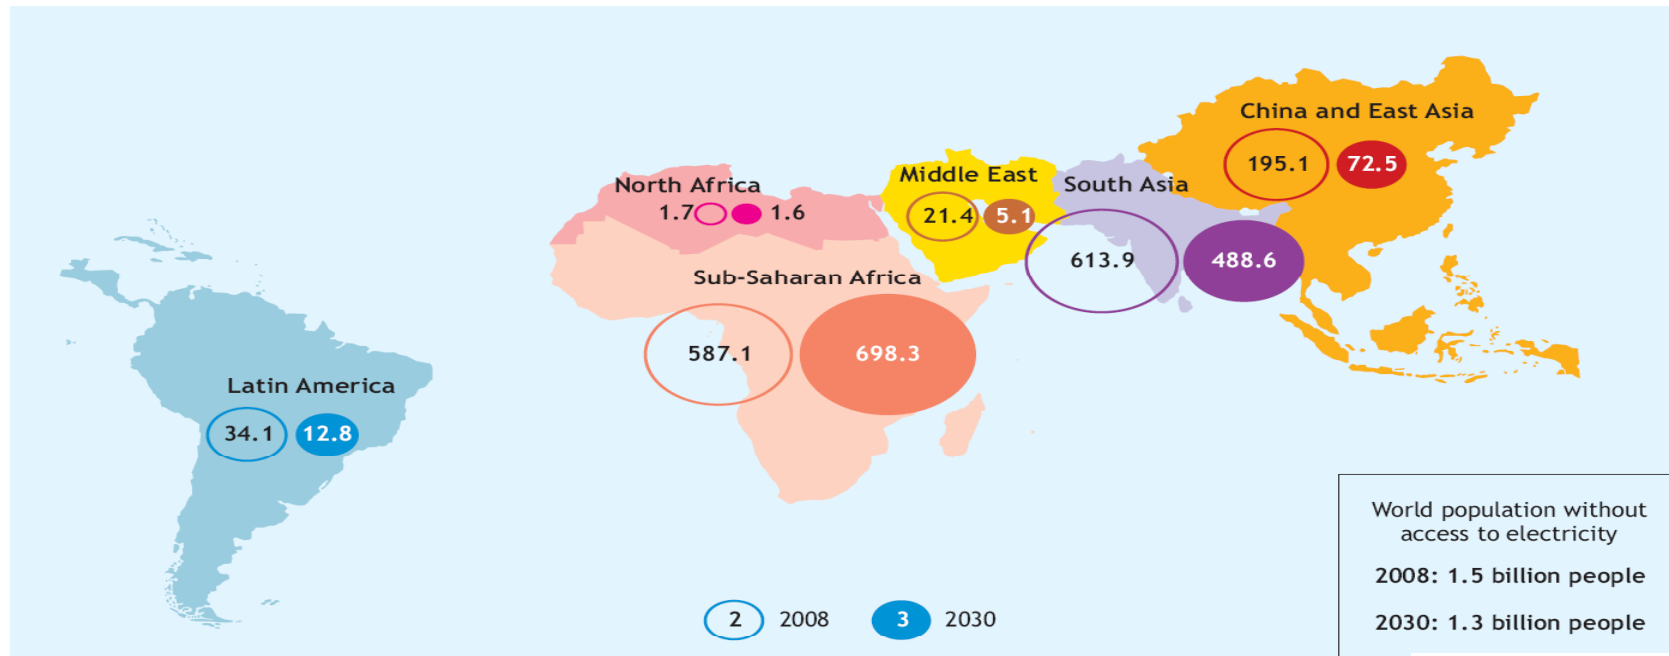 China and East Asia
195.1 72.5
Middle East
21.4 5.1
South Asia
613.9 488.6
North Africa
1.7 1.6
Sub-Saharan Africa
587.1 698.3
Latin America
34.1 12.8
World population without
access to electricity
2008: 1.5 billion people
2030: 1.3 billion people
2 2008 3 2030